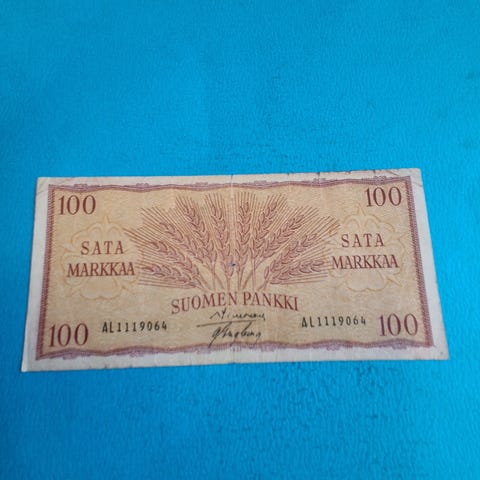 100 100
SATA SATA
MARKKAA MARKKAA
SUOMEN PANKKI
AL1119064 AL1119064
100 100